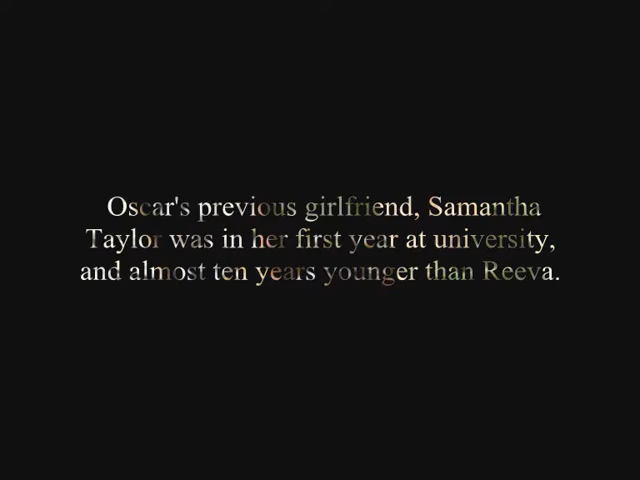 Oscar's previous girlfriend, Samantha
Taylor was in her first year at university,
and almost ten years younger than Reeva.